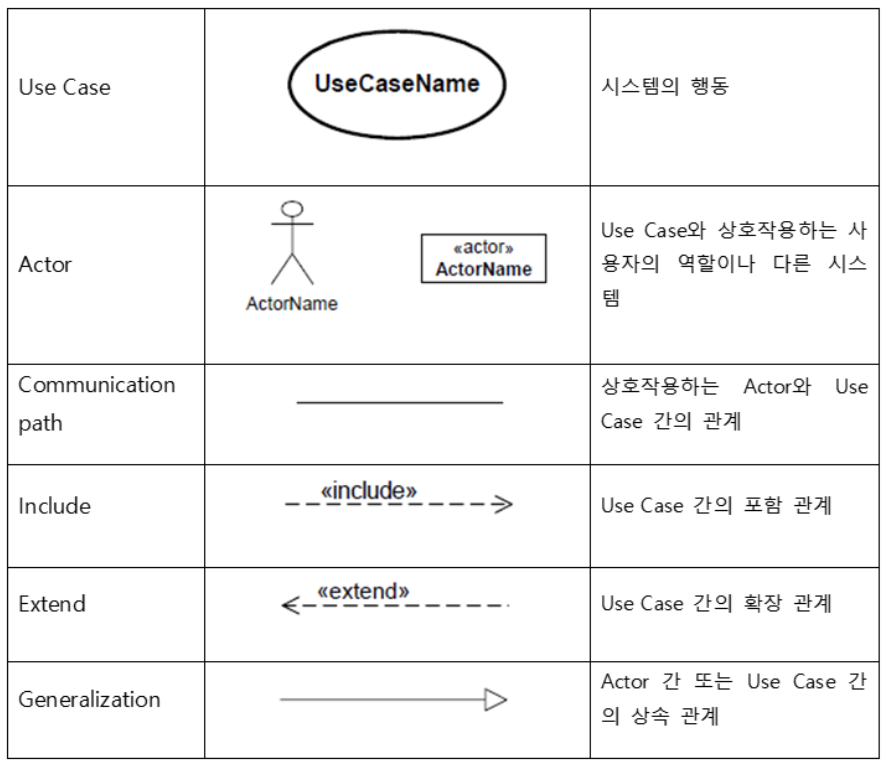 Use Case
UseCaseName
시스템의 행동
Actor
ActorName
«actor»
ActorName
Use Case와 상호작용하는 사
용자의 역할이나 다른 시스
템
Communication
path
상호작용하는 Actor와 Use
Case 간의 관계
Include
«include»
Use Case 간의 포함 관계
Extend
«extend»
Use Case 간의 확장 관계
Generalization
Actor 간 또는 Use Case 간
의 상속 관계